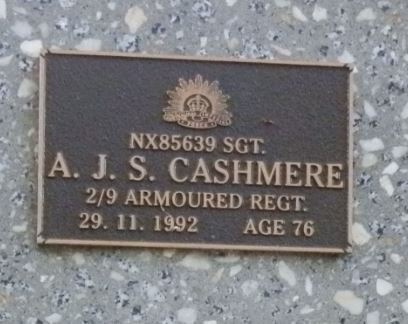 NX85639 SGT.
A. J. S. CASHMERE
2/9 ARMOURED REGT.
29. 11. 1992 AGE 76